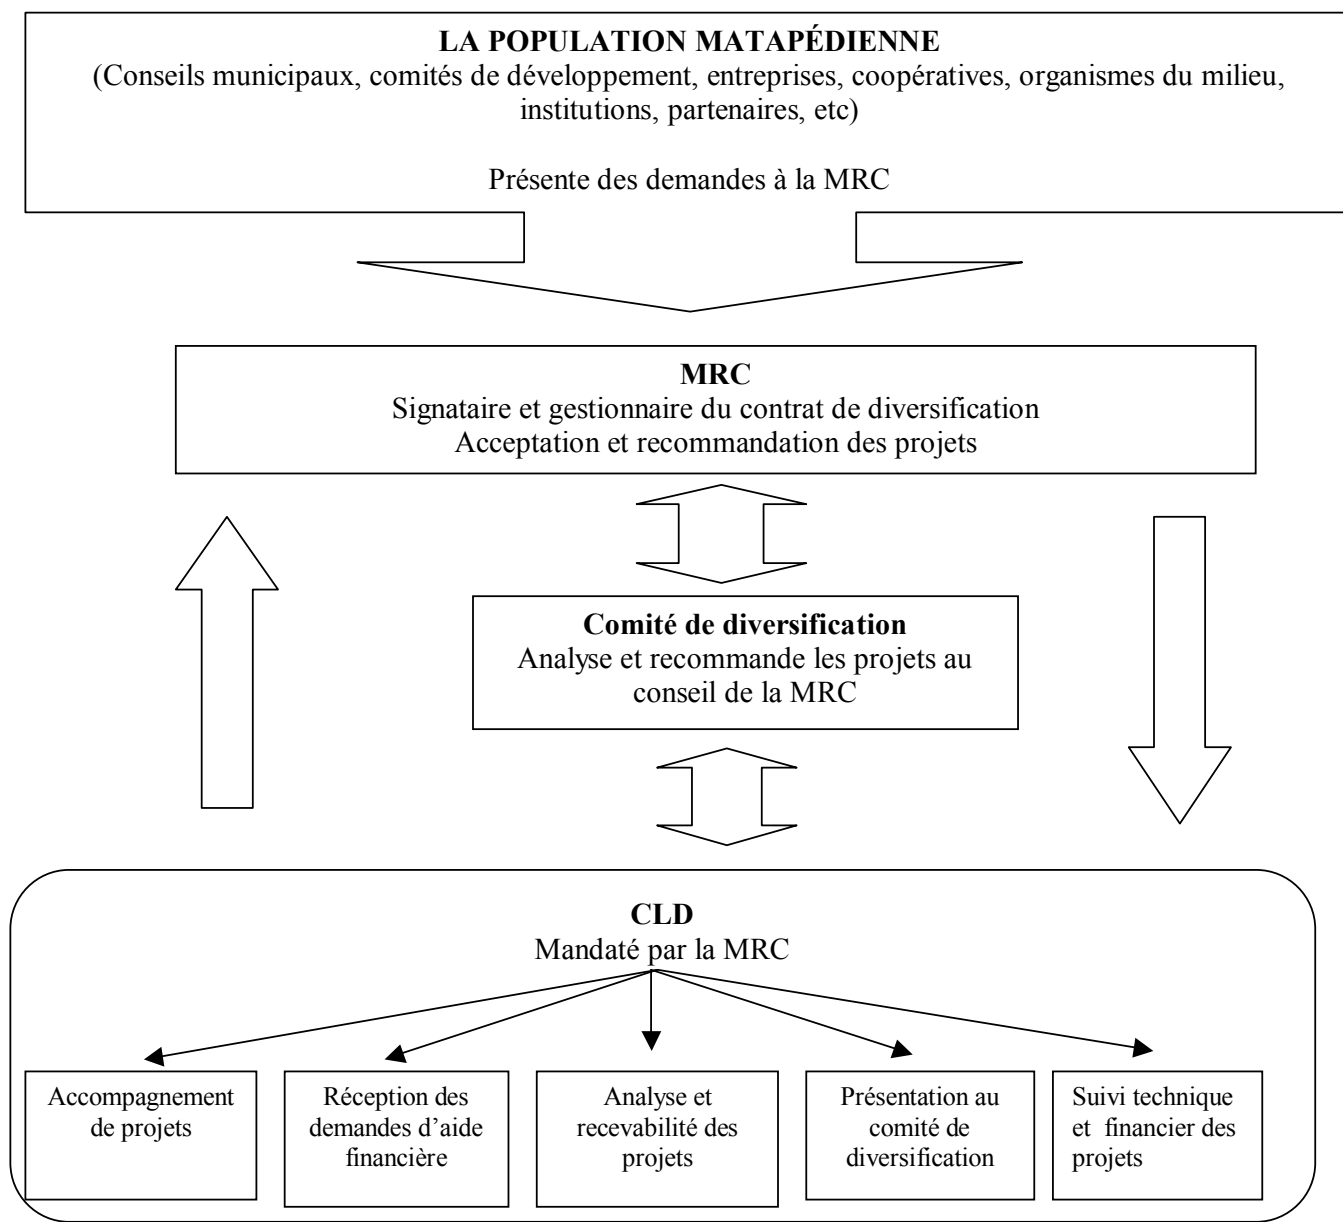 LA POPULATION MATAPÉDIENNE
(Conseils municipaux, comités de développement, entreprises, coopératives, organismes du milieu,
institutions, partenaires, etc)
Présente des demandes à la MRC
MRC
Signataire et gestionnaire du contrat de diversification
Acceptation et recommandation des projets
Comité de diversification
Analyse et recommande les projets au
conseil de la MRC
CLD
Mandaté par la MRC
Accompagnement
de projets
Réception des
demandes d’aide
financière
Analyse et
recevabilité des
projets
Présentation au
comité de
diversification
Suivi technique
et financier des
projets